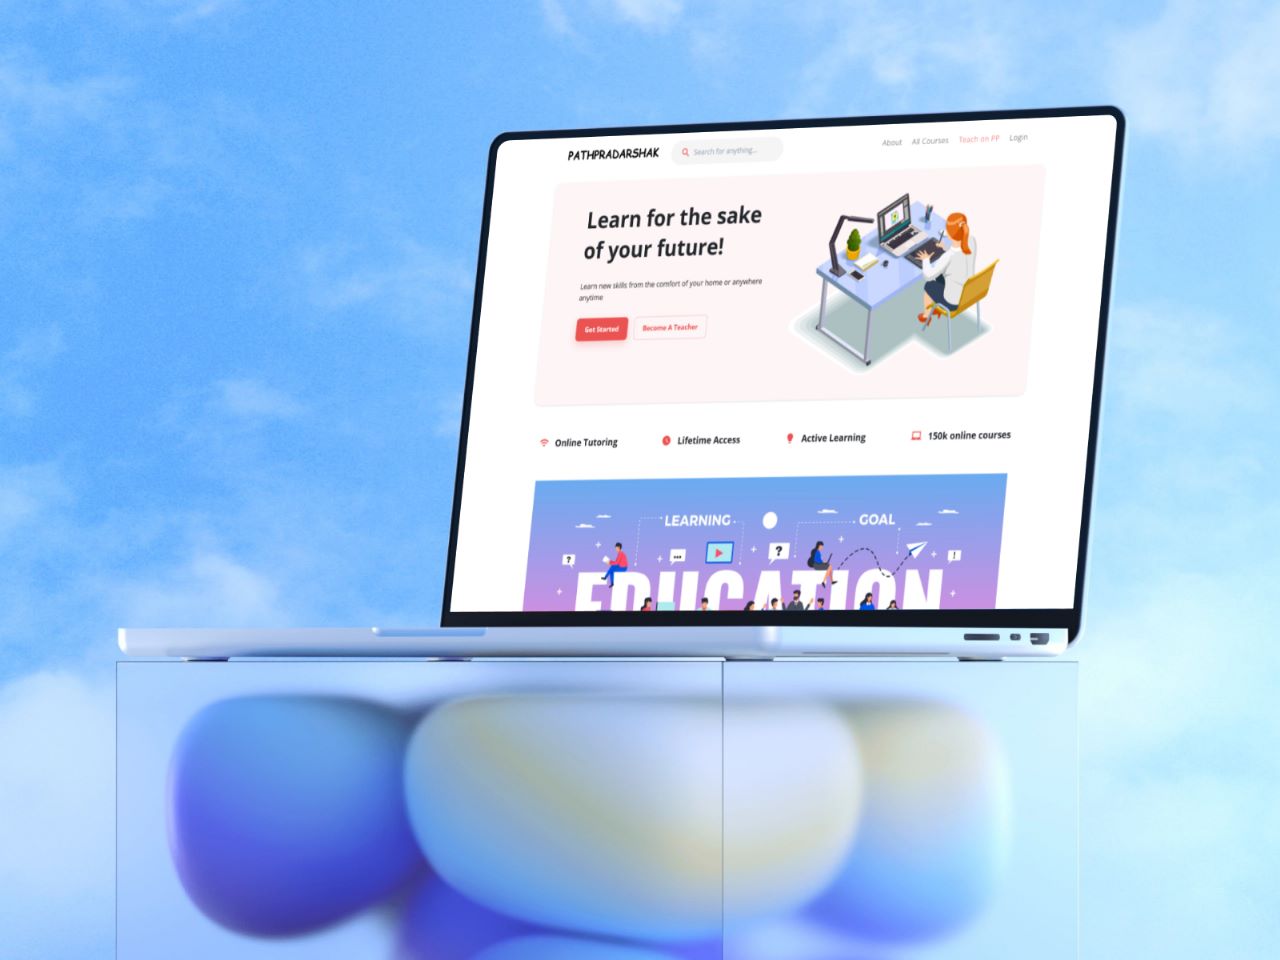 PATHPRADARSHAK
Search for anything...
About
All Courses
Teach on PP
Login
Learn for the sake
of your future!
Learn new skills from the comfort of your home or anywhere
anytime
Get Started
Become A Teacher
Online Tutoring
Lifetime Access
Active Learning
150k online courses
LEARNING
GOAL
?
...
?
!
EDUCATION